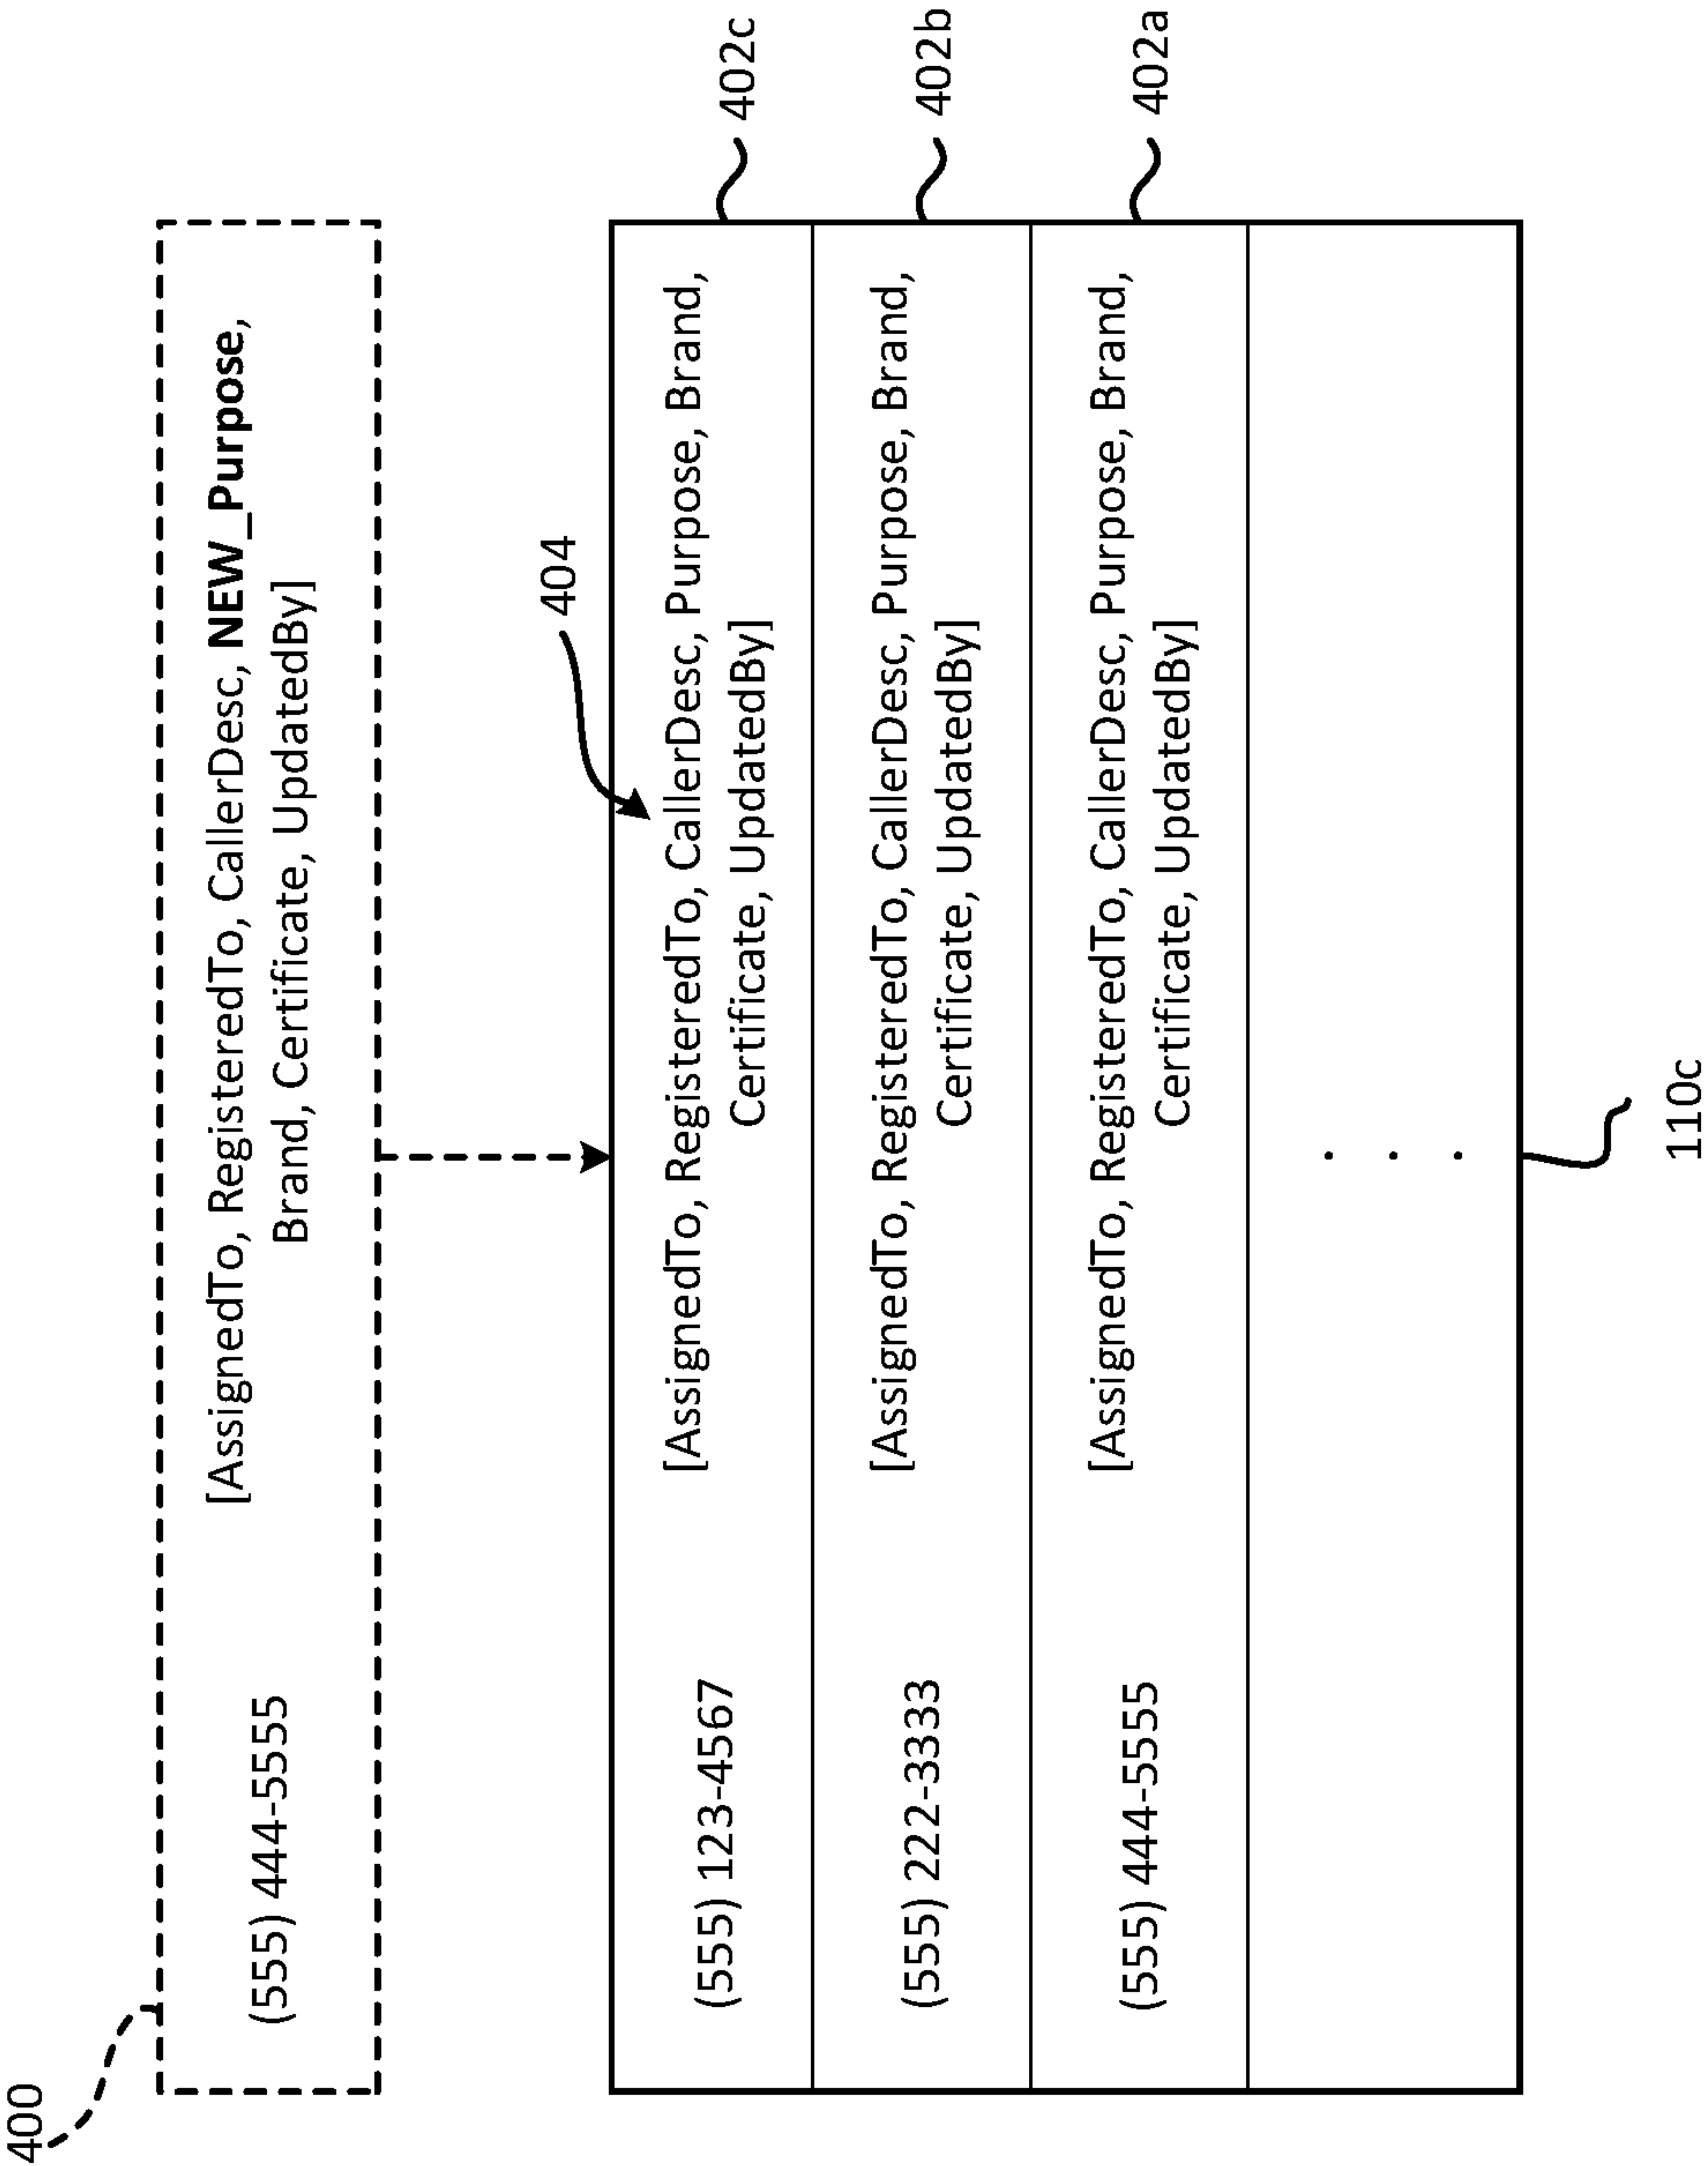 400
(555) 444-5555
[AssignedTo, RegisteredTo, CallerDesc, NEW_Purpose,
Brand, Certificate, UpdatedBy]
404
(555) 123-4567
[AssignedTo, RegisteredTo, CallerDesc, Purpose, Brand,
Certificate, UpdatedBy]
402c
(555) 222-3333
[AssignedTo, RegisteredTo, CallerDesc, Purpose, Brand,
Certificate, UpdatedBy]
402b
(555) 444-5555
[AssignedTo, RegisteredTo, CallerDesc, Purpose, Brand,
Certificate, UpdatedBy]
402a
.
.
.
110c